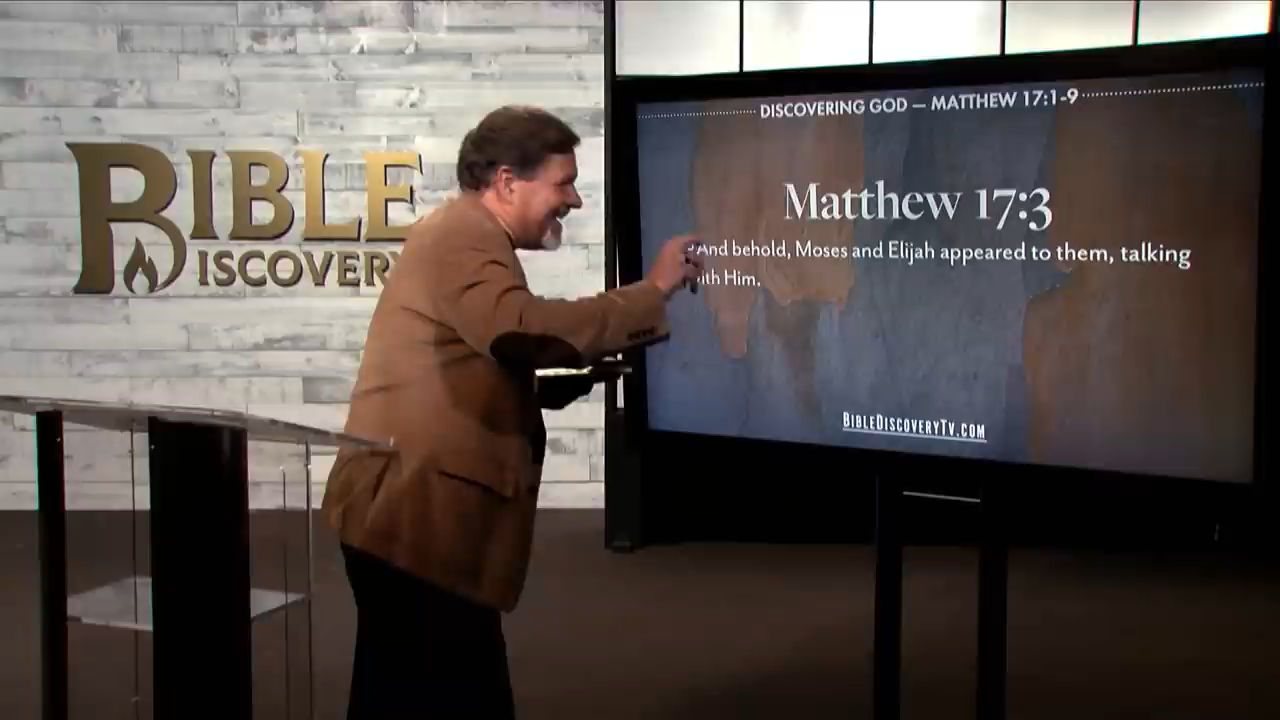 BIBLE
DISCOVERY
DISCOVERING GOD — MATTHEW 17:1-9
Matthew 17:3
And behold, Moses and Elijah appeared to them, talking
Him.
BIBLEDISCOVERYTV.COM